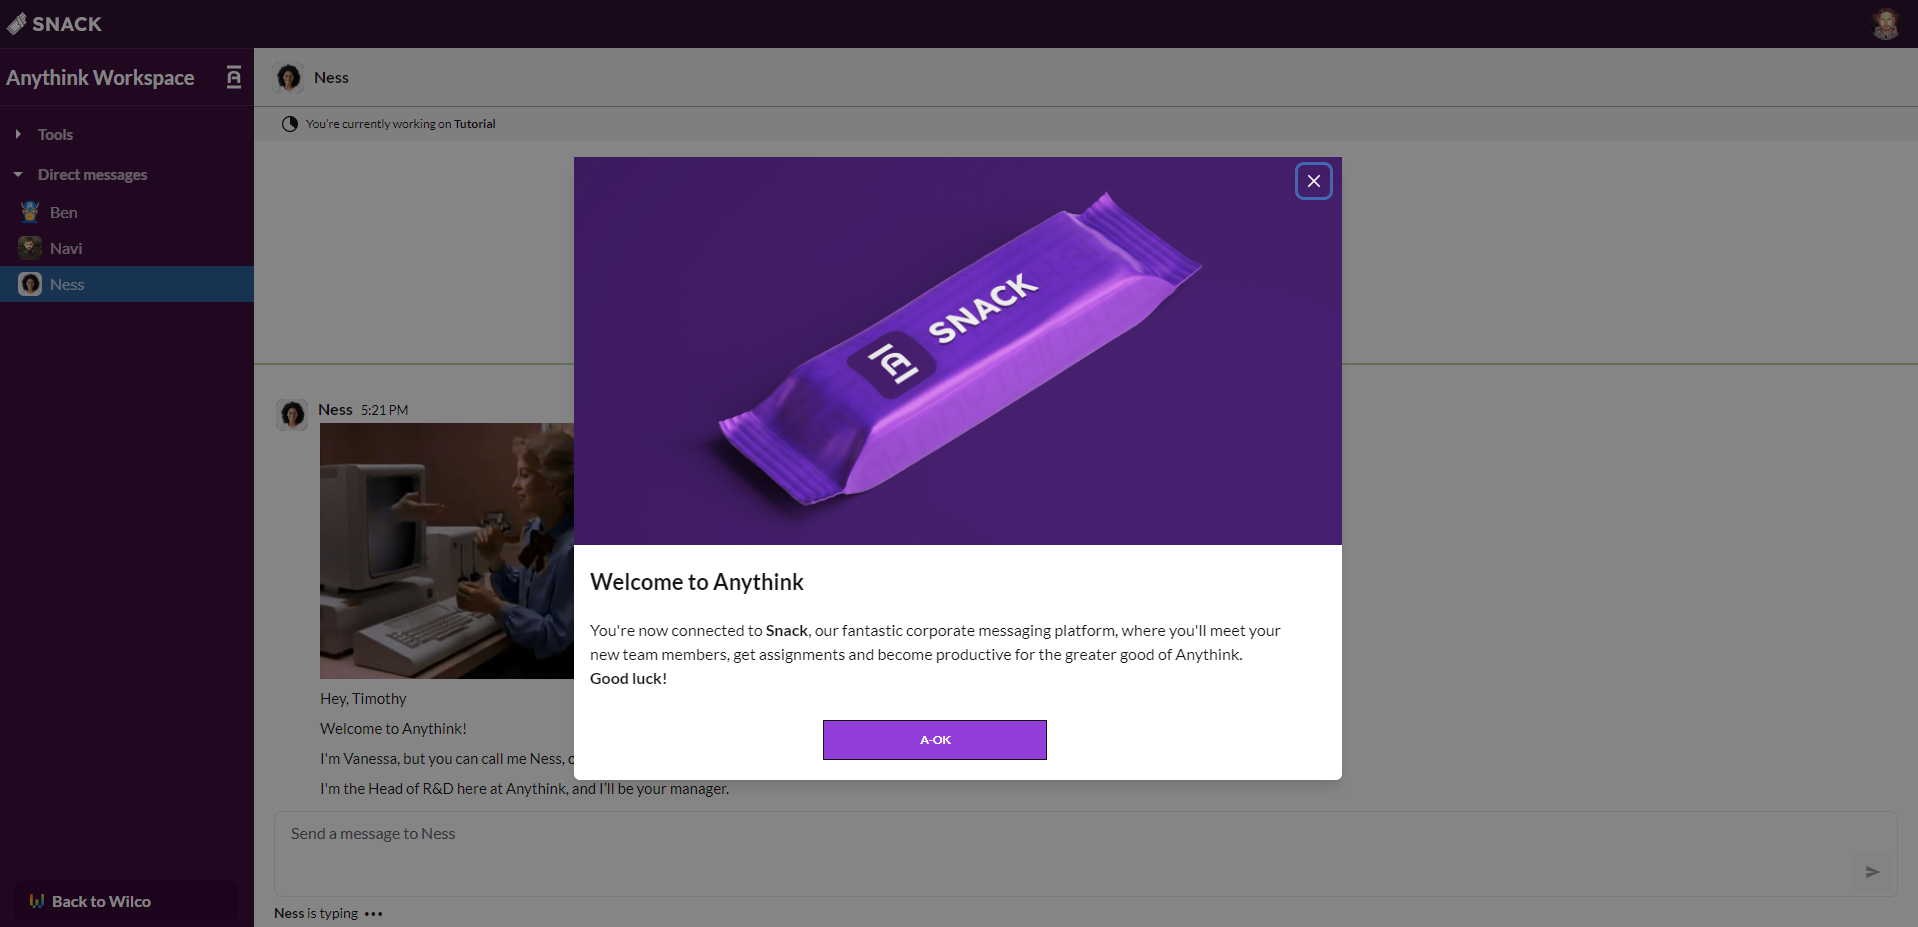 SNACK
Anythink Workspace
Tools
Direct messages
Ben
Navi
Ness
Back to Wilco
Ness
You're currently working on Tutorial
SNACK
Welcome to Anythink
You're now connected to Snack, our fantastic corporate messaging platform, where you'll meet your
new team members, get assignments and become productive for the greater good of Anythink.
Good luck!
A-OK
Ness 5:21 PM
Hey, Timothy
Welcome to Anythink!
I'm Vanessa, but you can call me Ness,
I'm the Head of R&D here at Anythink, and I'll be your manager.
Send a message to Ness
Ness is typing •••